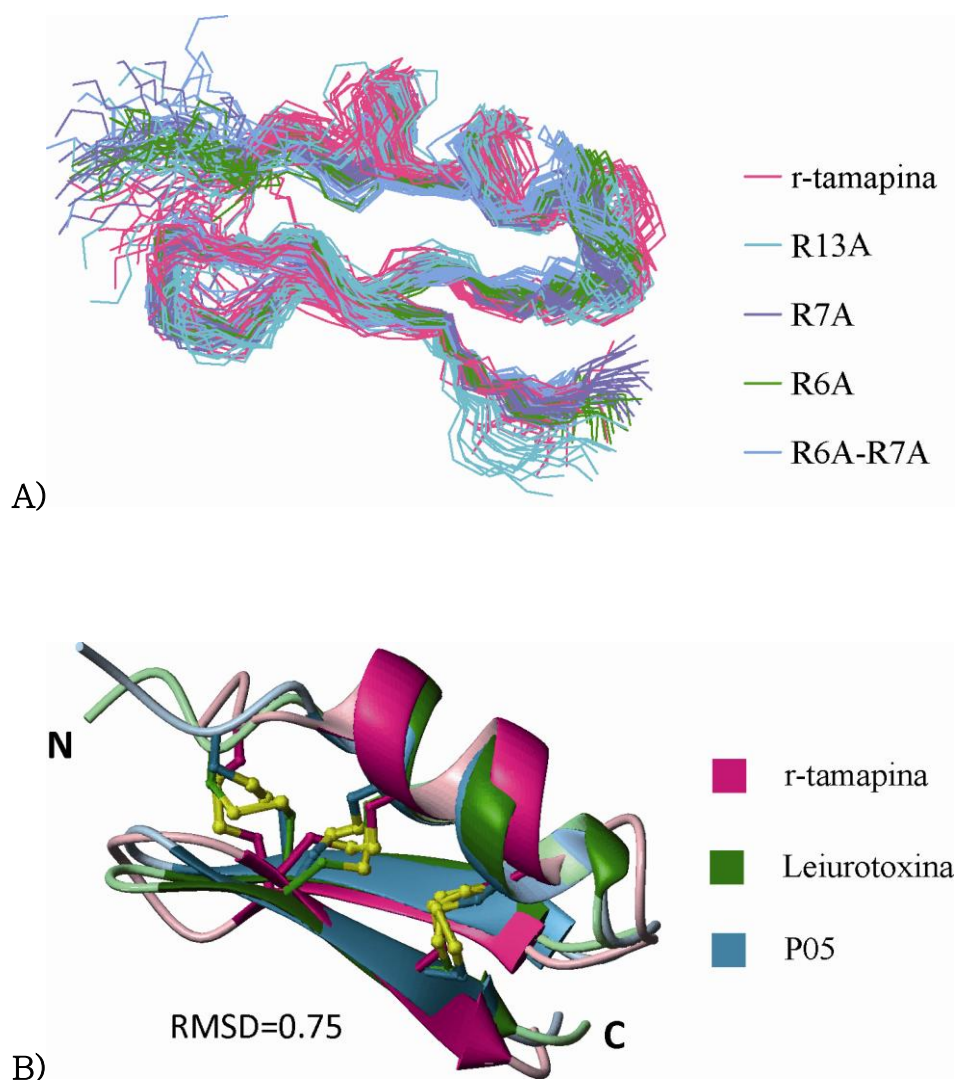 r-tamapina
R13A
R7A
R6A
R6A-R7A
A)
N
r-tamapina
Leiurotoxina
P05
RMSD=0.75
C
B)